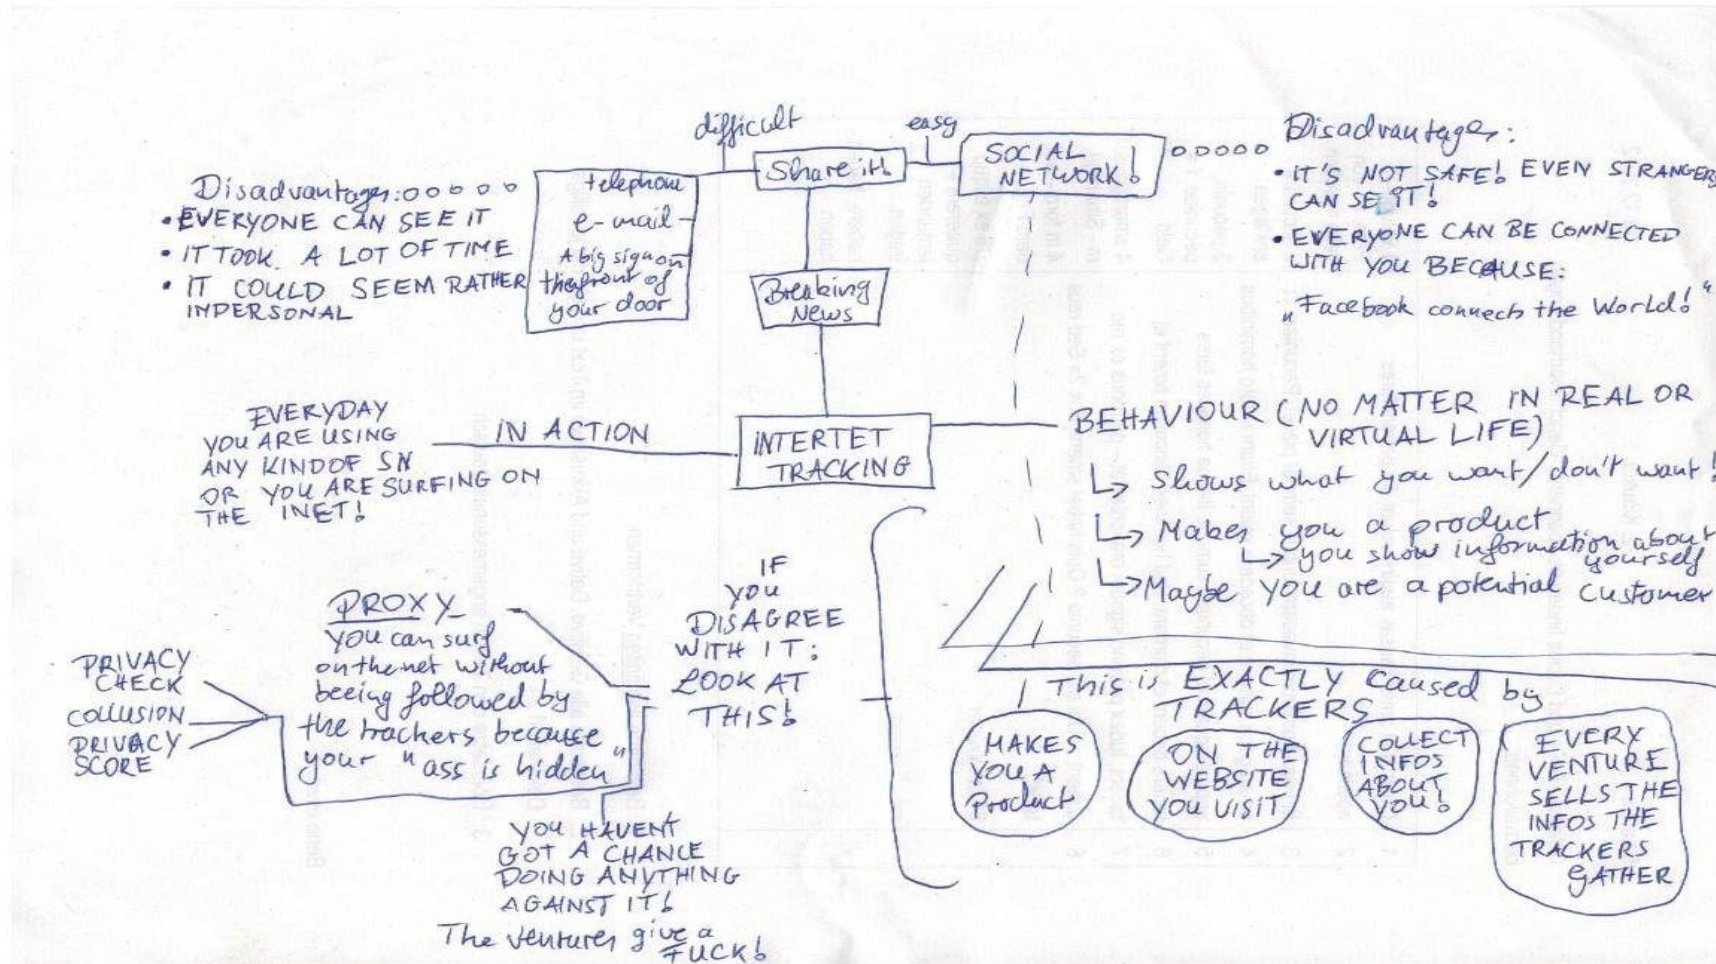 difficult
easy
Share it!
SOCIAL
NETWORK!
telephone
e-mail
A big sign on
the front of
your door
Disadvantages:
• EVERYONE CAN SEE IT
• IT TOOK A LOT OF TIME
• IT COULD SEEM RATHER
INPERSONAL
Disadvantages:
• IT'S NOT SAFE! EVEN STRANGERS
CAN SE IT!
• EVERYONE CAN BE CONNECTED
WITH YOU BECAUSE:
„Facebook connects the World!“
Breaking
News
INTERTET
TRACKING
IN ACTION
EVERYDAY
YOU ARE USING
ANY KIND OF SN
OR YOU ARE SURFING ON
THE INET!
BEHAVIOUR (NO MATTER IN REAL OR
VIRTUAL LIFE)
↳ Shows what you want/don't want!
↳ Makes you a product
↳ you show information about
yourself
↳ Maybe you are a potential customer
This is EXACTLY caused by
TRACKERS
MAKES
YOU A
Product
ON THE
WEBSITE
YOU VISIT
COLLECT
INFOS
ABOUT
YOU!
EVERY
VENTURE
SELLS THE
INFOS THE
TRACKERS
GATHER
IF
YOU
DISAGREE
WITH IT:
LOOK AT
THIS!
PROXY
you can surf
on the net without
beeing followed by
the trackers because
your "ass is hidden"
PRIVACY
CHECK
COLLUSION
PRIVACY
SCORE
YOU HAVENT
GOT A CHANCE
DOING ANYTHING
AGAINST IT!
The ventures give a
FUCK!